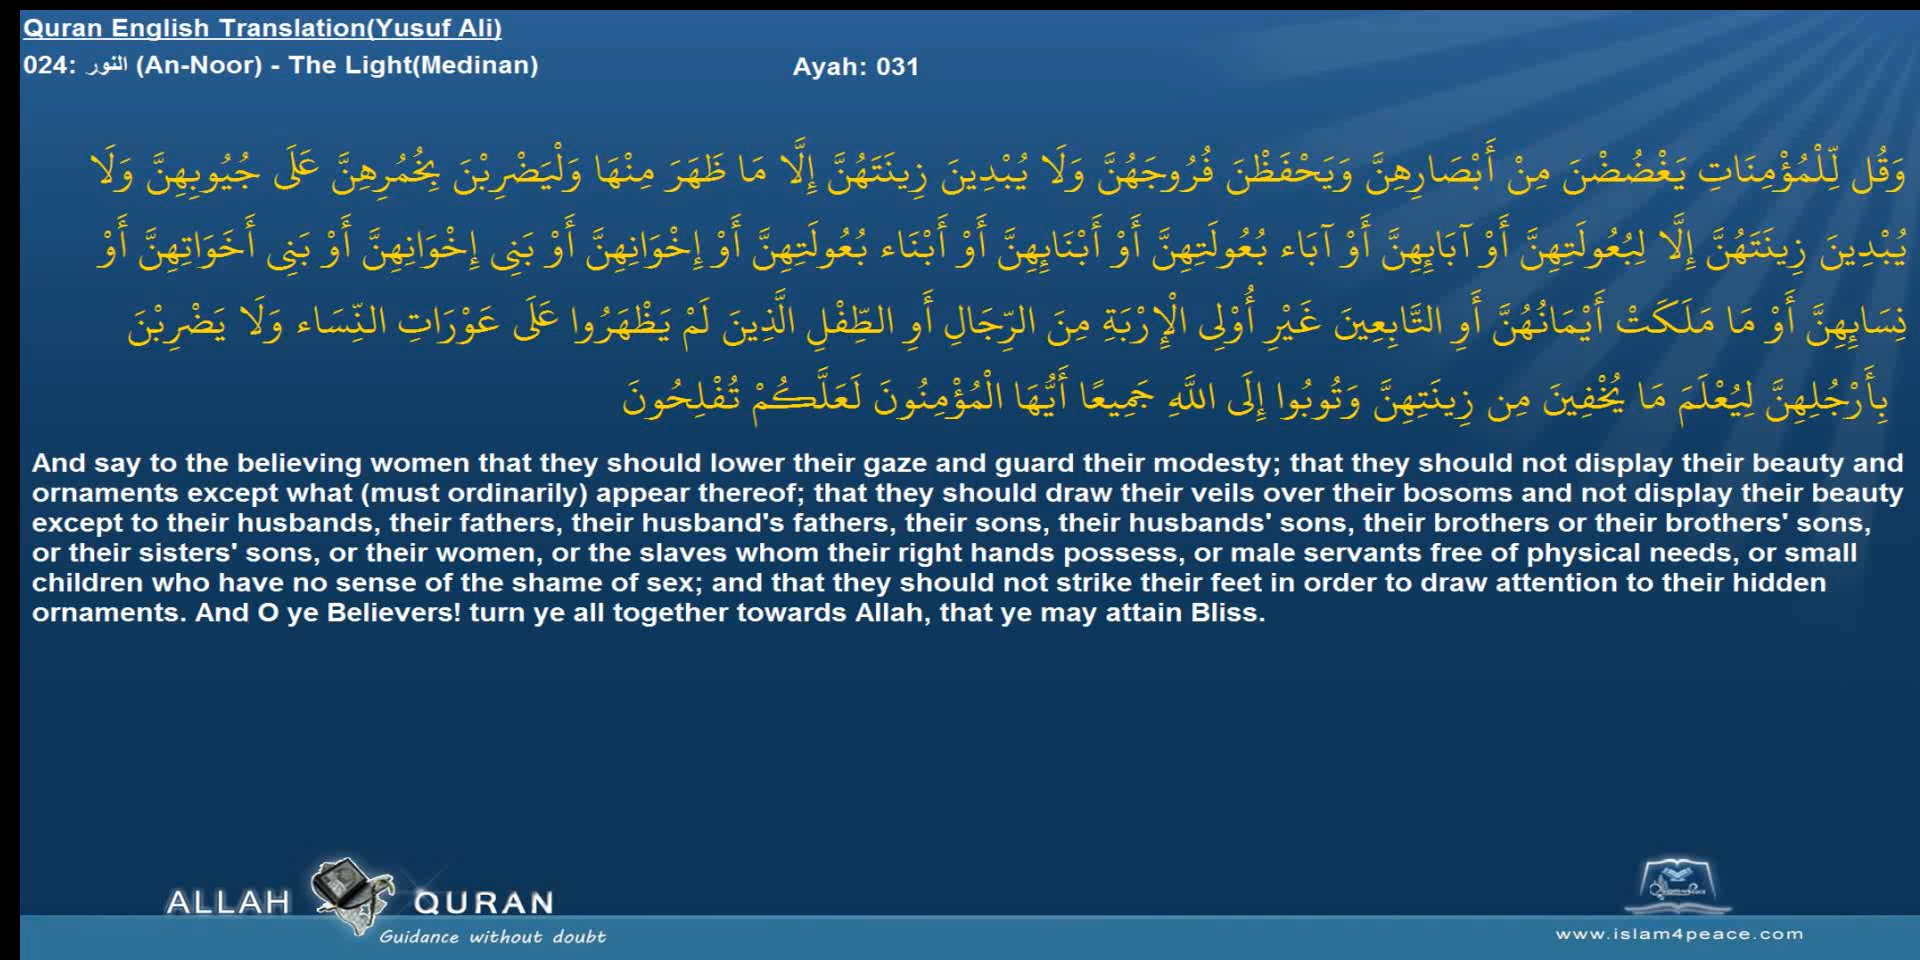 Quran English Translation(Yusuf Ali)
024: النور (An-Noor) - The Light(Medinan) Ayah: 031
وَقُل لِّلْمُؤْمِنَاتِ يَغْضُضْنَ مِنْ أَبْصَارِهِنَّ وَيَحْفَظْنَ فُرُوجَهُنَّ وَلَا يُبْدِينَ زِينَتَهُنَّ إِلَّا مَا ظَهَرَ مِنْهَا وَلْيَضْرِبْنَ بِخُمُرِهِنَّ عَلَى جُيُوبِهِنَّ وَلَا
يُبْدِينَ زِينَتَهُنَّ إِلَّا لِبُعُولَتِهِنَّ أَوْ آبَائِهِنَّ أَوْ آبَاء بُعُولَتِهِنَّ أَوْ أَبْنَائِهِنَّ أَوْ أَبْنَاء بُعُولَتِهِنَّ أَوْ إِخْوَانِهِنَّ أَوْ بَنِي إِخْوَانِهِنَّ أَوْ بَنِي أَخَوَاتِهِنَّ أَوْ
نِسَائِهِنَّ أَوْ مَا مَلَكَتْ أَيْمَانُهُنَّ أَوِ التَّابِعِينَ غَيْرِ أُوْلِي الْإِرْبَةِ مِنَ الرِّجَالِ أَوِ الطِّفْلِ الَّذِينَ لَمْ يَظْهَرُوا عَلَى عَوْرَاتِ النِّسَاء وَلَا يَضْرِبْنَ
بِأَرْجُلِهِنَّ لِيُعْلَمَ مَا يُخْفِينَ مِن زِينَتِهِنَّ وَتُوبُوا إِلَى اللَّهِ جَمِيعًا أَيُّهَا الْمُؤْمِنُونَ لَعَلَّكُمْ تُفْلِحُونَ
And say to the believing women that they should lower their gaze and guard their modesty; that they should not display their beauty and
ornaments except what (must ordinarily) appear thereof; that they should draw their veils over their bosoms and not display their beauty
except to their husbands, their fathers, their husband's fathers, their sons, their husbands' sons, their brothers or their brothers' sons,
or their sisters' sons, or their women, or the slaves whom their right hands possess, or male servants free of physical needs, or small
children who have no sense of the shame of sex; and that they should not strike their feet in order to draw attention to their hidden
ornaments. And O ye Believers! turn ye all together towards Allah, that ye may attain Bliss.
ALLAH QURAN
Guidance without doubt
www.islam4peace.com